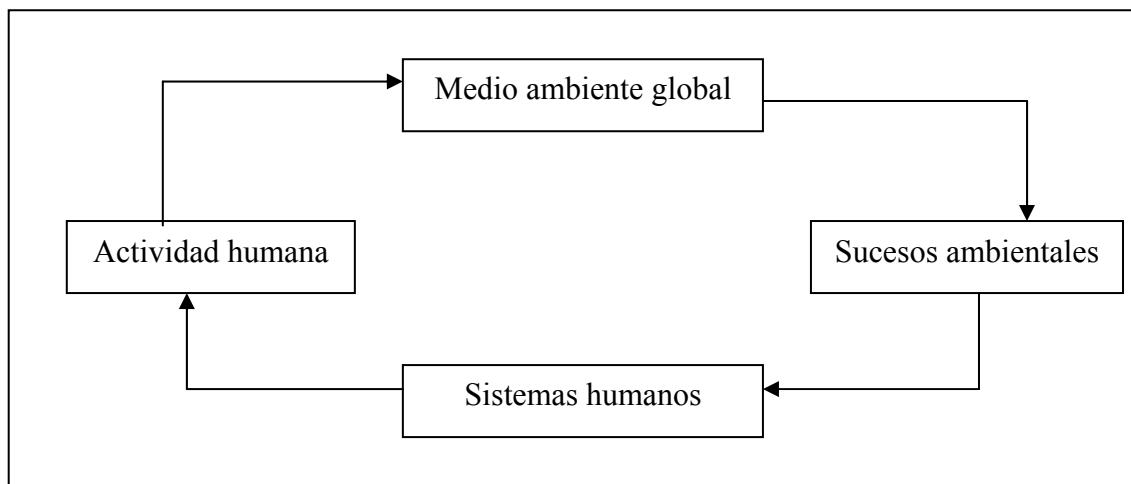 Medio ambiente global
Actividad humana
Sucesos ambientales
Sistemas humanos